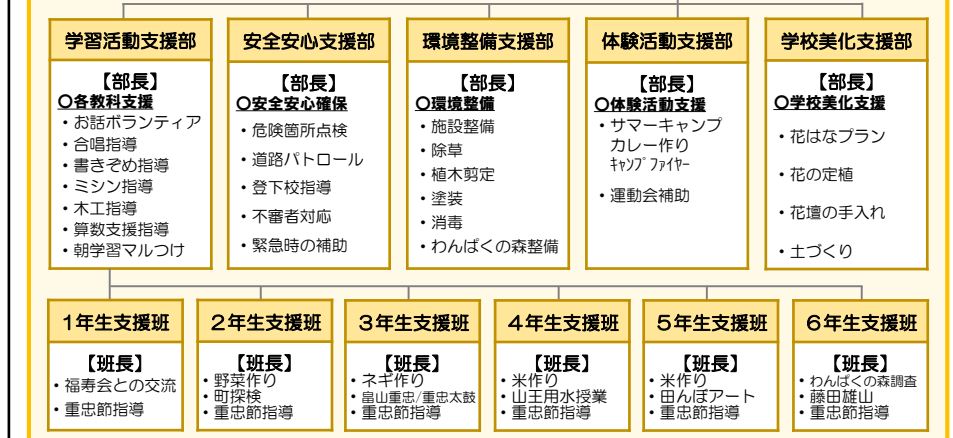 学習活動支援部
【部長】
〇各教科支援
・お話ボランティア
・合唱指導
・書きぞめ指導
・ミシン指導
・木工指導
・算数支援指導
・朝学習マルつけ
安全安心支援部
【部長】
〇安全安心確保
・危険箇所点検
・道路パトロール
・登下校指導
・不審者対応
・緊急時の補助
環境整備支援部
【部長】
〇環境整備
・施設整備
・除草
・植木剪定
・塗装
・消毒
・わんぱくの森整備
体験活動支援部
【部長】
〇体験活動支援
・サマーキャンプ
カレー作り
ｷｬﾝﾌﾟﾌｧｲﾔｰ
・運動会補助
学校美化支援部
【部長】
〇学校美化支援
・花はなプラン
・花の定植
・花壇の手入れ
・土づくり
1年生支援班
【班長】
・福寿会との交流
・重忠節指導
2年生支援班
【班長】
・野菜作り
・町探検
・重忠節指導
3年生支援班
【班長】
・ネギ作り
・畠山重忠/重忠太鼓
・重忠節指導
4年生支援班
【班長】
・米作り
・山王用水授業
・重忠節指導
5年生支援班
【班長】
・米作り
・田んぼアート
・重忠節指導
6年生支援班
【班長】
・わんぱくの森調査
・藤田雄山
・重忠節指導